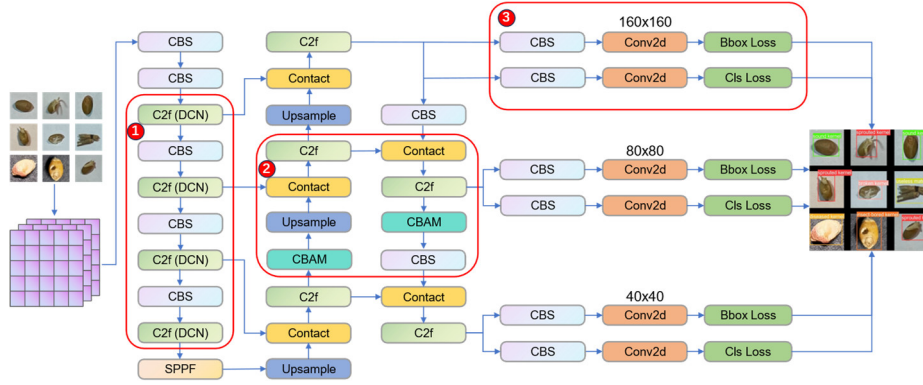 CBS
CBS
C2f (DCN)
CBS
C2f (DCN)
CBS
C2f (DCN)
CBS
C2f (DCN)
SPPF
1
C2f
Contact
Upsample
C2f
Contact
Upsample
CBAM
C2f
Contact
Upsample
2
CBS
Contact
C2f
CBAM
CBS
Contact
C2f
3
160x160
CBS
Conv2d
Bbox Loss
CBS
Conv2d
Cls Loss
80x80
CBS
Conv2d
Bbox Loss
CBS
Conv2d
Cls Loss
40x40
CBS
Conv2d
Bbox Loss
CBS
Conv2d
Cls Loss